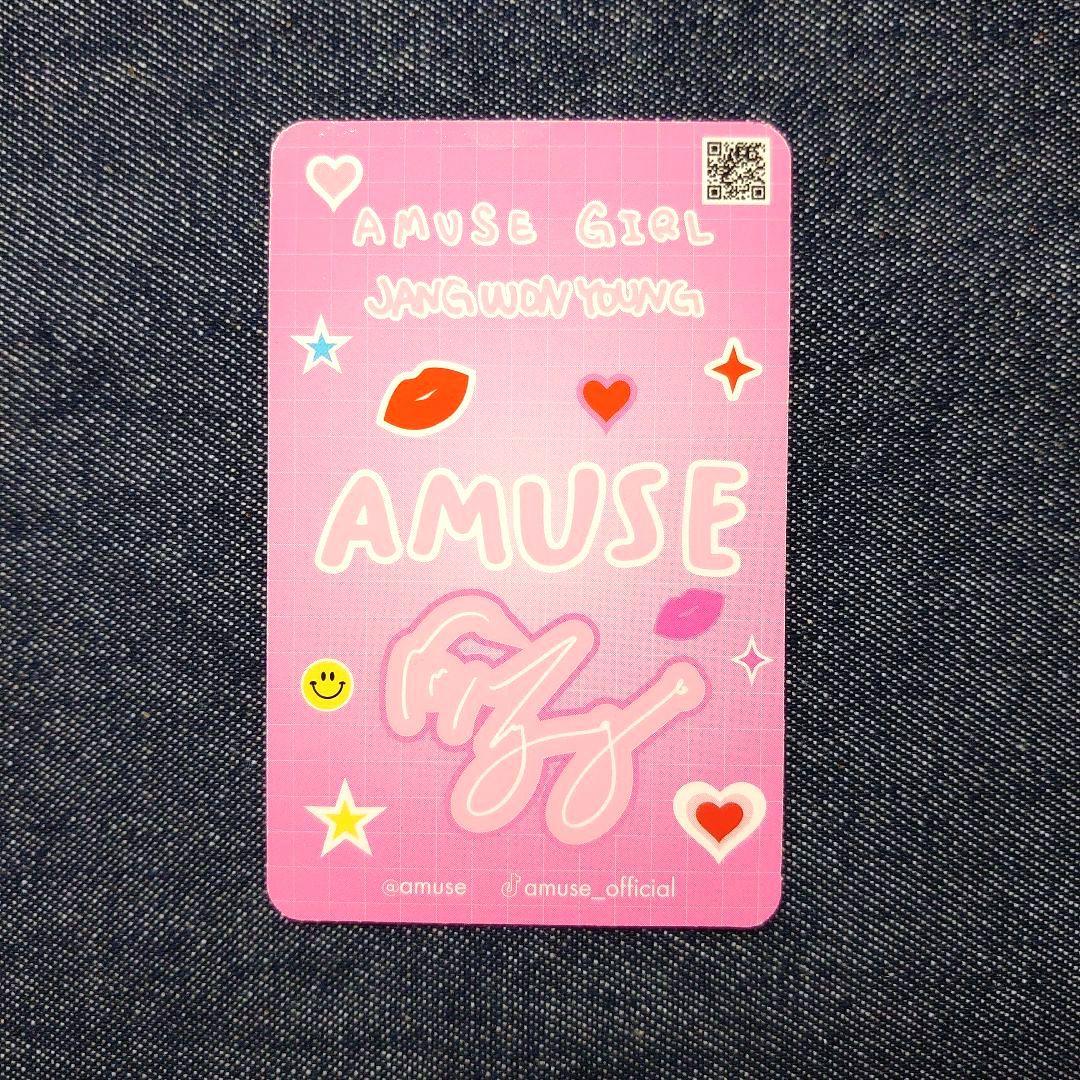 AMUSE GIRL
JANG WON YOUNG
AMUSE
@amuse amuse_official